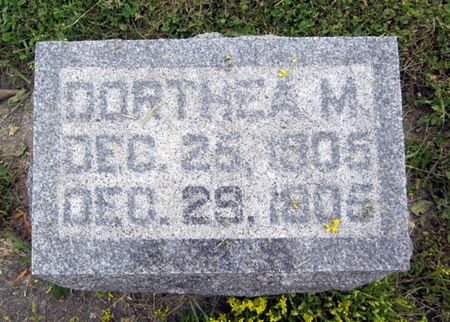 DORTHEA M.
DEC. 25, 1905
DEC. 29, 1905